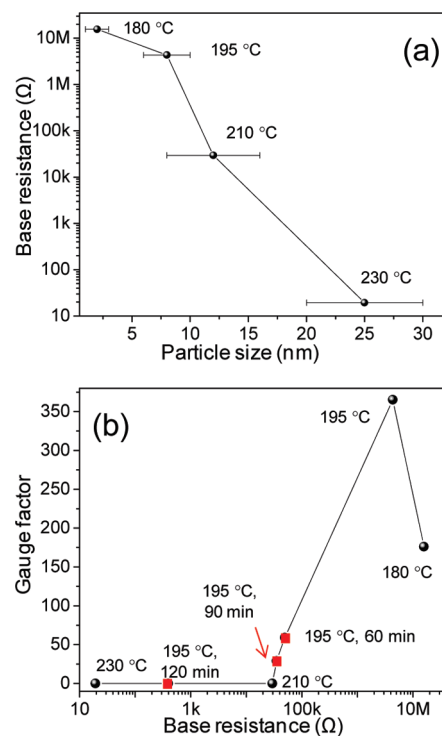 (a)
180 °C
195 °C
210 °C
230 °C
10M
1M
100k
10k
1k
100
10
Base resistance (Ω)
5 10 15 20 25 30
Particle size (nm)
(b)
350
300
250
200
150
100
50
0
Gauge factor
195 °C
180 °C
195 °C,
90 min
195 °C, 60 min
230 °C
195 °C,
120 min
210 °C
10 1k 100k 10M
Base resistance (Ω)